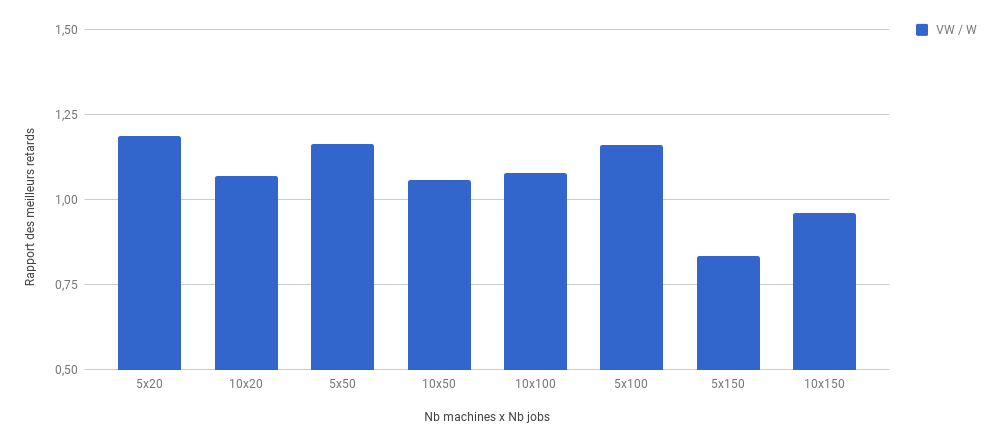 1,50
1,25
1,00
0,75
0,50
Rapport des meilleurs retards
5x20
10x20
5x50
10x50
10x100
5x100
5x150
10x150
Nb machines x Nb jobs
VW / W